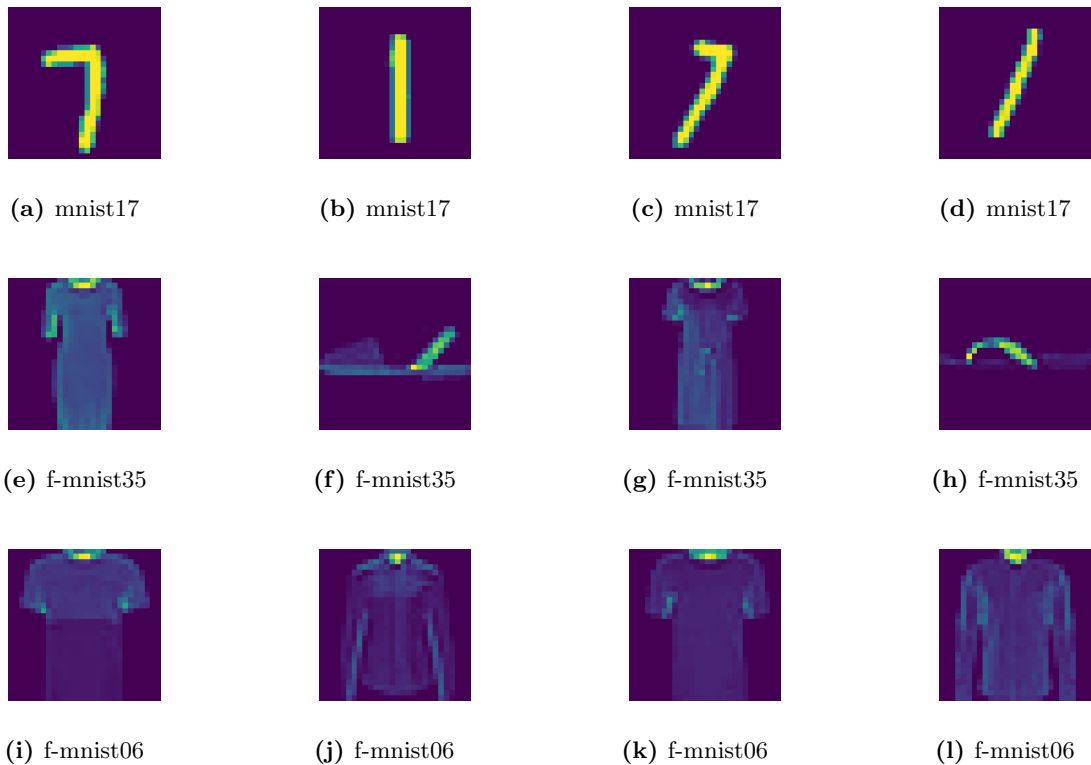 (a) mnist17
(b) mnist17
(c) mnist17
(d) mnist17
(e) f-mnist35
(f) f-mnist35
(g) f-mnist35
(h) f-mnist35
(i) f-mnist06
(j) f-mnist06
(k) f-mnist06
(l) f-mnist06